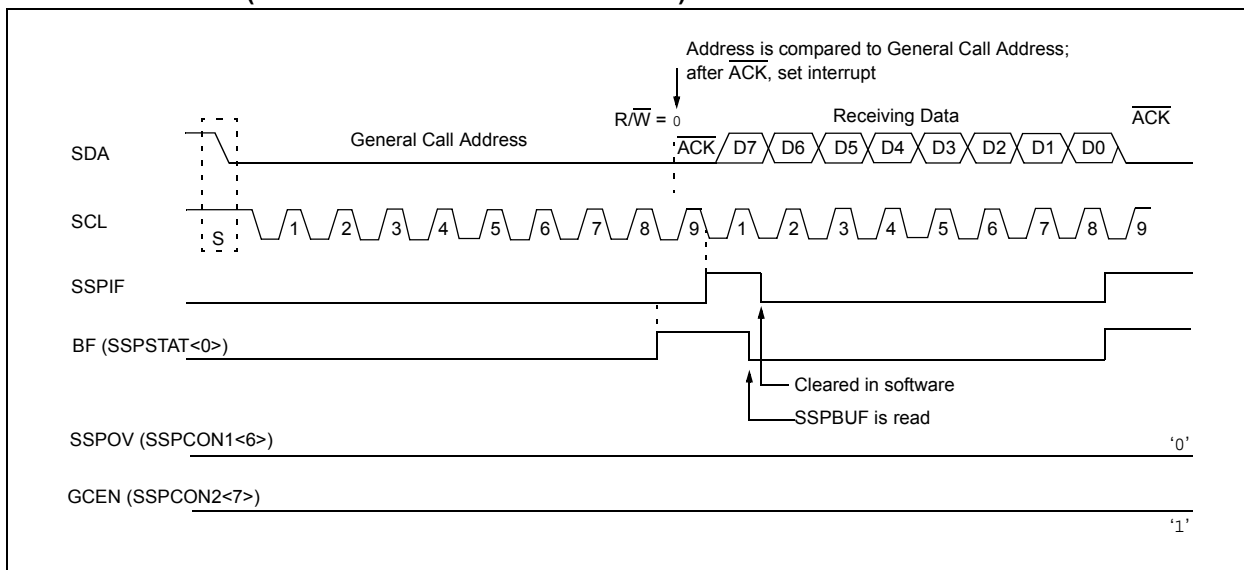 (
)
Address is compared to General Call Address;
after ACK, set interrupt
R/W = 0
General Call Address
Receiving Data
ACK
SDA
ACK
D7 D6 D5 D4 D3 D2 D1 D0
SCL
S
1 2 3 4 5 6 7 8 9 1 2 3 4 5 6 7 8 9
SSPIF
BF (SSPSTAT<0>)
Cleared in software
SSPBUF is read
SSPOV (SSPCON1<6>)
‘0’
GCEN (SSPCON2<7>)
‘1’